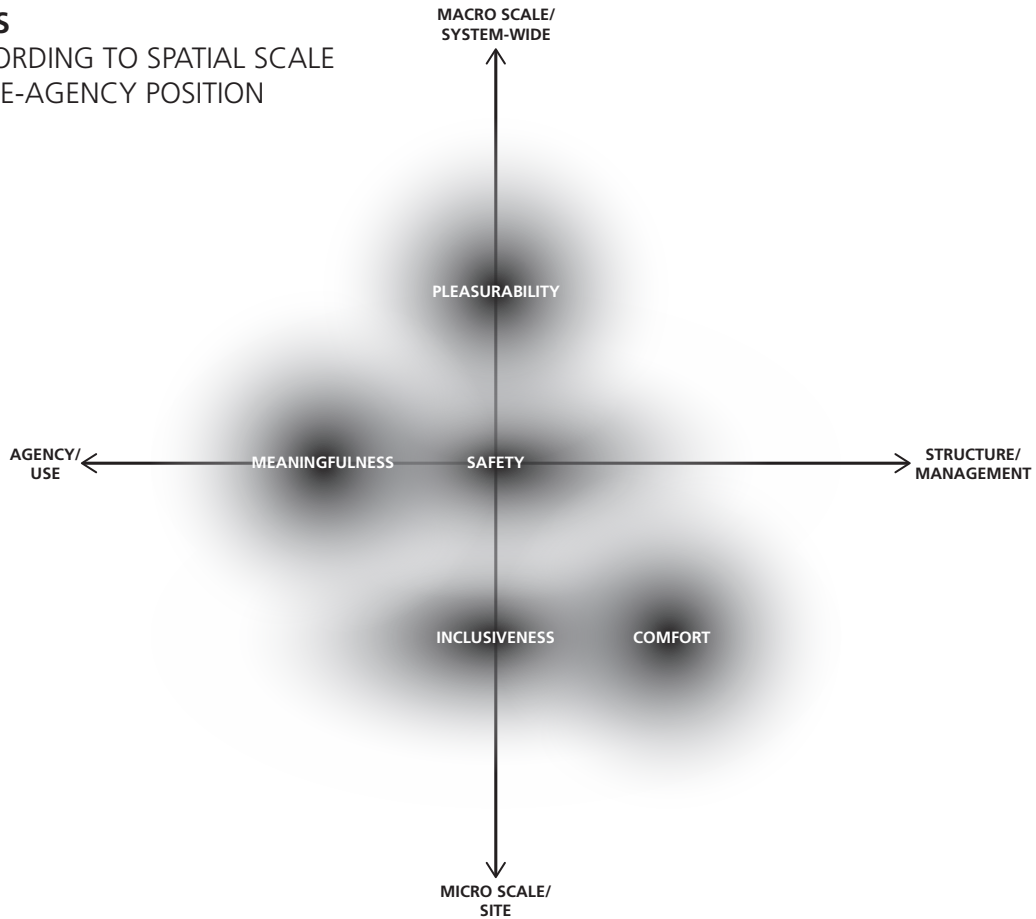 MACRO SCALE/
SYSTEM-WIDE
S
ORDING TO SPATIAL SCALE
E-AGENCY POSITION
PLEASURABILITY
AGENCY/
USE
MEANINGFULNESS
SAFETY
STRUCTURE/
MANAGEMENT
INCLUSIVENESS
COMFORT
MICRO SCALE/
SITE